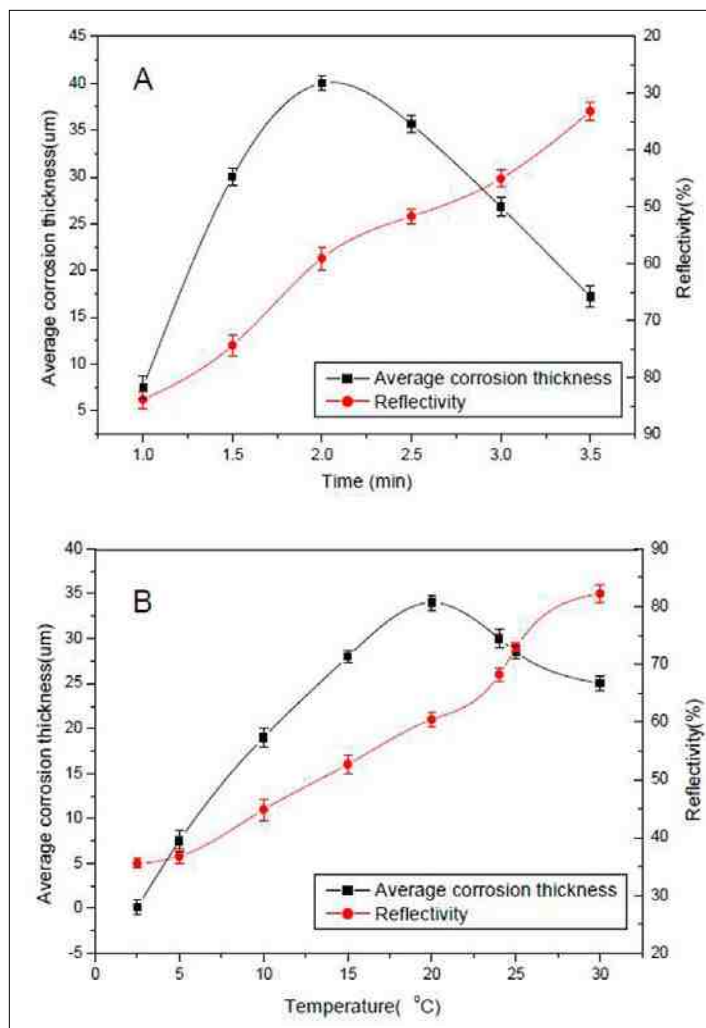 A
45
40
35
30
25
20
15
10
5
Average corrosion thickness(um)
20
30
40
50
60
70
80
90
Reflectivity(%)
Average corrosion thickness
Reflectivity
1.0 1.5 2.0 2.5 3.0 3.5
Time (min)
B
40
35
30
25
20
15
10
5
0
-5
Average corrosion thickness(um)
90
80
70
60
50
40
30
20
Reflectivity(%)
Average corrosion thickness
Reflectivity
0 5 10 15 20 25 30
Temperature( °C)